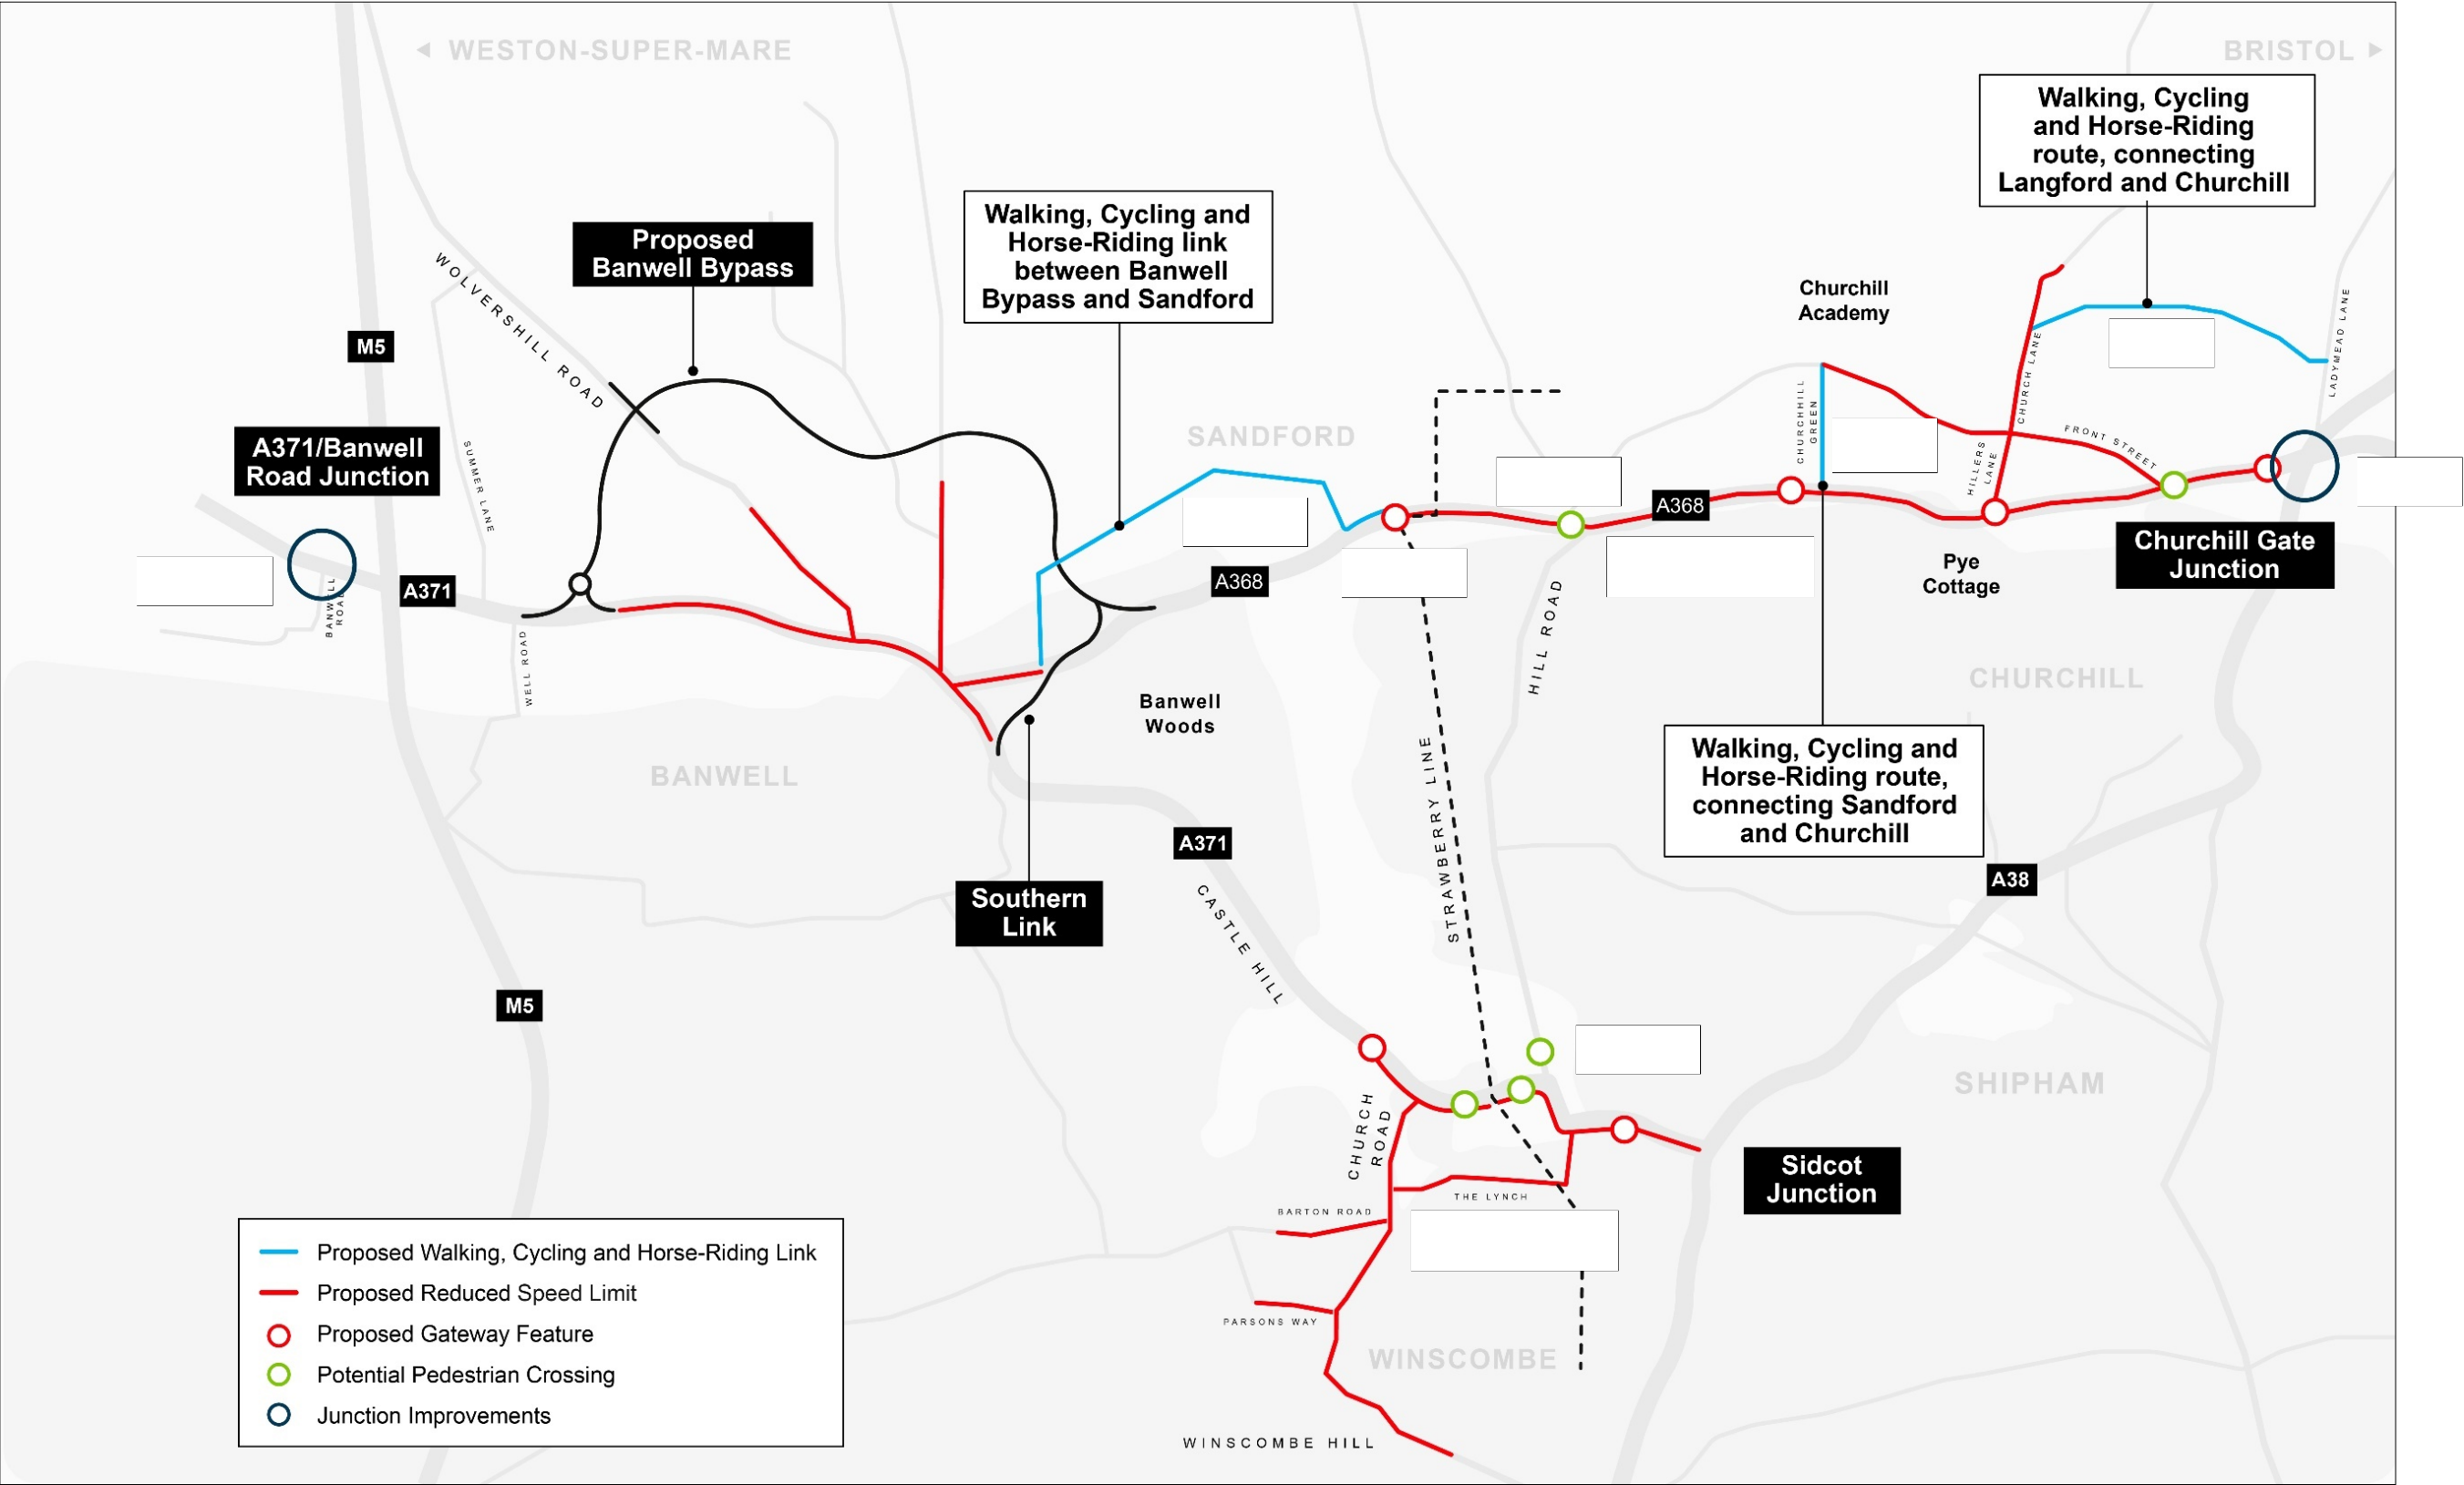 WESTON-SUPER-MARE
BRISTOL
Walking, Cycling
and Horse-Riding
route, connecting
Langford and Churchill
Walking, Cycling and
Horse-Riding link
between Banwell
Bypass and Sandford
Proposed
Banwell Bypass
WOLVERSHILL ROAD
Churchill
Academy
M5
LADYMEAD LANE
CHURCH LANE
CHURCHHILL
GREEN
A371/Banwell
Road Junction
SUMMER LANE
SANDFORD
FRONT STREET
HILLERS
LANE
A368
A371
A368
BANWELL
ROAD
Churchill Gate
Junction
Pye
Cottage
WELL ROAD
HILL ROAD
CHURCHILL
Banwell
Woods
BANWELL
STRAWBERRY LINE
Walking, Cycling and
Horse-Riding route,
connecting Sandford
and Churchill
A371
A38
Southern
Link
CASTLE HILL
M5
SHIPHAM
CHURCH
ROAD
Sidcot
Junction
THE LYNCH
BARTON ROAD
PARSONS WAY
WINSCOMBE
WINSCOMBE HILL
Proposed Walking, Cycling and Horse-Riding Link
Proposed Reduced Speed Limit
Proposed Gateway Feature
Potential Pedestrian Crossing
Junction Improvements